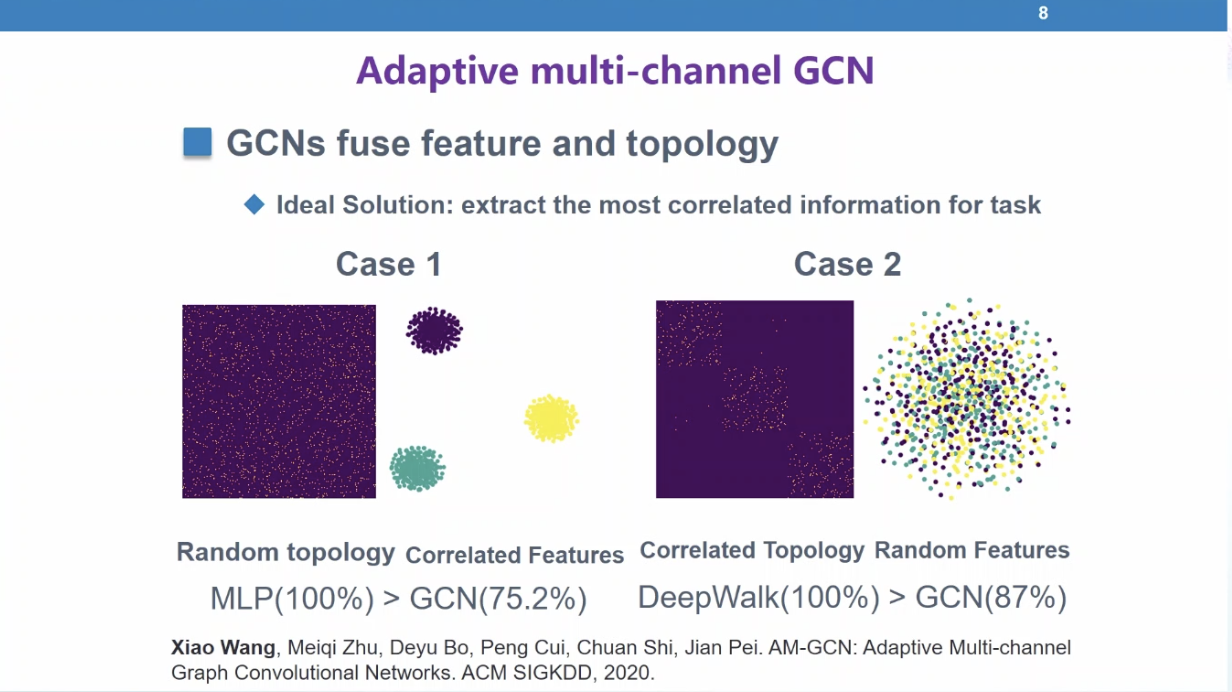 8
Adaptive multi-channel GCN
GCNs fuse feature and topology
Ideal Solution: extract the most correlated information for task
Case 1
Case 2
Random topology Correlated Features
Correlated Topology Random Features
MLP(100%) > GCN(75.2%)
DeepWalk(100%) > GCN(87%)
Xiao Wang, Meiqi Zhu, Deyu Bo, Peng Cui, Chuan Shi, Jian Pei. AM-GCN: Adaptive Multi-channel
Graph Convolutional Networks. ACM SIGKDD, 2020.